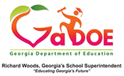 GaDOE
Georgia Department of Education
Richard Woods, Georgia's School Superintendent
"Educating Georgia's Future"